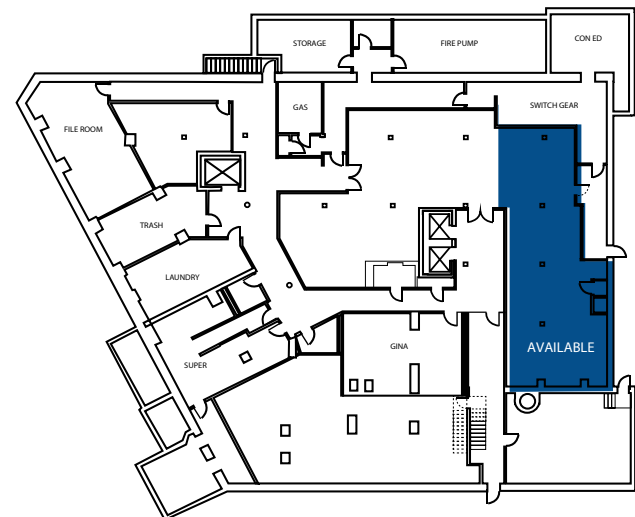 STORAGE
FIRE PUMP
CON ED
GAS
SWITCH GEAR
FILE ROOM
TRASH
LAUNDRY
SUPER
GINA
AVAILABLE